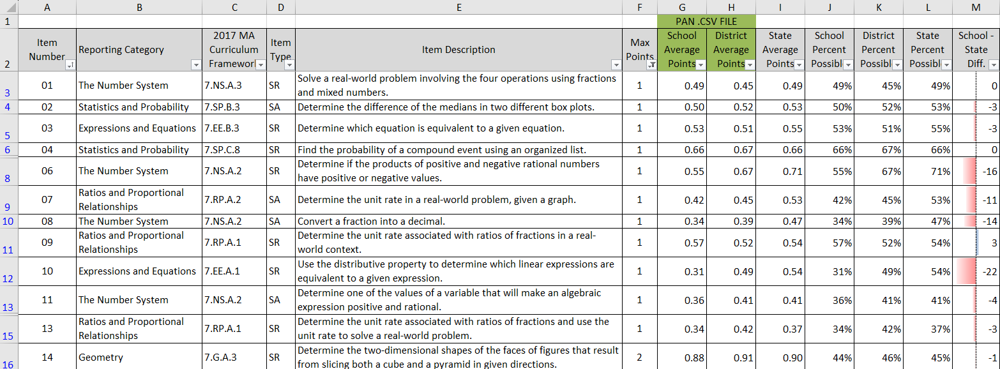 A B C D E F G H I J K L M
1 PAN .CSV FILE
2 Item Number Reporting Category 2017 MA Curriculum Framewor Item Type Item Description Max Points School Average Points District Average Points State Average Points School Percent Possibl District Percent Possibl State Percent Possibl School - State Diff.
3 01 The Number System 7.NS.A.3 SR Solve a real-world problem involving the four operations using fractions and mixed numbers. 1 0.49 0.45 0.49 49% 45% 49% 0
4 02 Statistics and Probability 7.SP.B.3 SA Determine the difference of the medians in two different box plots. 1 0.50 0.52 0.53 50% 52% 53% -3
5 03 Expressions and Equations 7.EE.B.3 SR Determine which equation is equivalent to a given equation. 1 0.53 0.51 0.55 53% 51% 55% -3
6 04 Statistics and Probability 7.SP.C.8 SR Find the probability of a compound event using an organized list. 1 0.66 0.67 0.66 66% 67% 66% 0
8 06 The Number System 7.NS.A.2 SR Determine if the products of positive and negative rational numbers have positive or negative values. 1 0.55 0.67 0.71 55% 67% 71% -16
9 07 Ratios and Proportional Relationships 7.RP.A.2 SA Determine the unit rate in a real-world problem, given a graph. 1 0.42 0.45 0.53 42% 45% 53% -11
10 08 The Number System 7.NS.A.2 SA Convert a fraction into a decimal. 1 0.34 0.39 0.47 34% 39% 47% -14
11 09 Ratios and Proportional Relationships 7.RP.A.1 SR Determine the unit rate associated with ratios of fractions in a real-world context. 1 0.57 0.52 0.54 57% 52% 54% 3
12 10 Expressions and Equations 7.EE.A.1 SR Use the distributive property to determine which linear expressions are equivalent to a given expression. 1 0.31 0.49 0.54 31% 49% 54% -22
13 11 The Number System 7.NS.A.2 SA Determine one of the values of a variable that will make an algebraic expression positive and rational. 1 0.36 0.41 0.41 36% 41% 41% -4
15 13 Ratios and Proportional Relationships 7.RP.A.1 SR Determine the unit rate associated with ratios of fractions and use the unit rate to solve a real-world problem. 1 0.34 0.42 0.37 34% 42% 37% -3
16 14 Geometry 7.G.A.3 SR Determine the two-dimensional shapes of the faces of figures that result from slicing both a cube and a pyramid in given directions. 2 0.88 0.91 0.90 44% 46% 45% -1